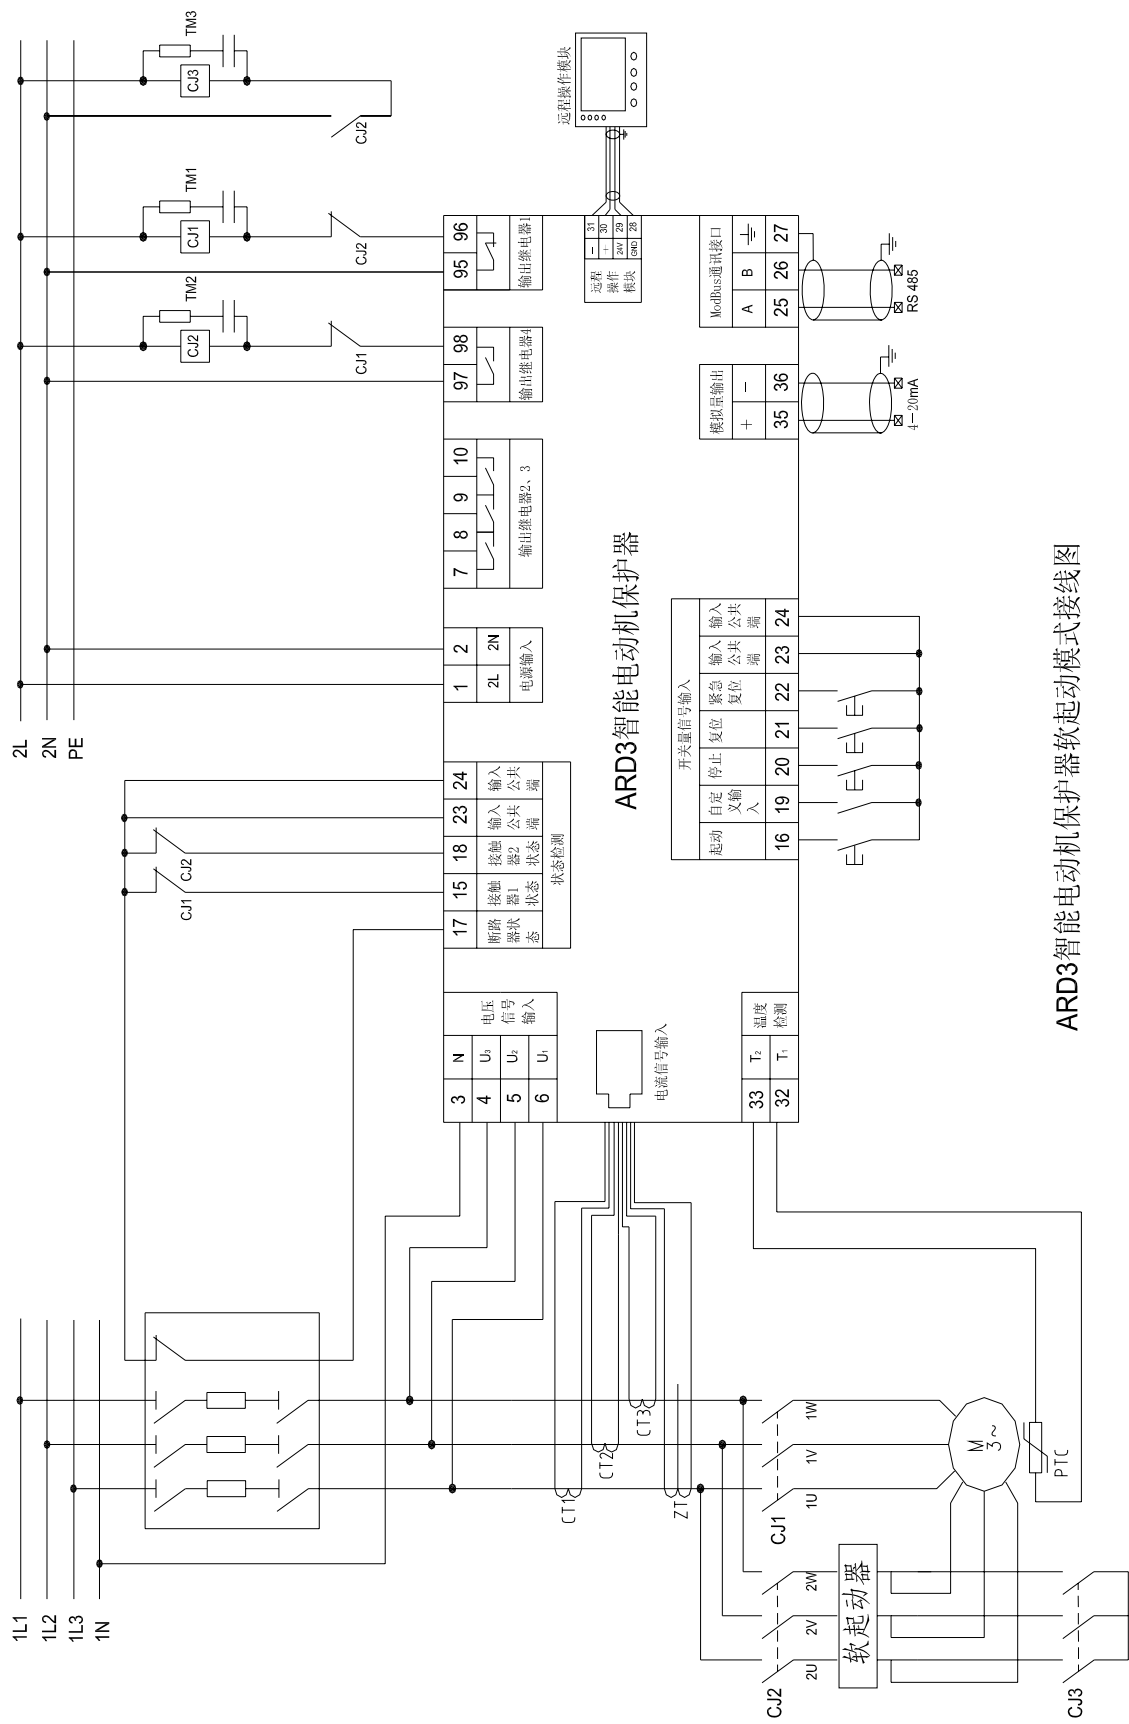 2L
2N
PE
TM2
CJ2
CJ1
TM1
CJ1
CJ2
TM3
CJ3
CJ2
CJ1
CJ2
17
15
18
23
24
断路
器状
态
接触
器1
状态
接触
器2
状态
输入
公共
端
输入
公共
端
状态检测
1
2
2L
2N
电源输入
7
8
9
10
输出继电器2、3
97
98
输出继电器4
95
96
输出继电器1
远程操作模块
31
30
29
28
-
+
24V
GND
远程
操作
模块
ModBus通讯接口
A
B
25
26
27
RS 485
模拟量输出
+
-
35
36
4-20mA
ARD3智能电动机保护器
开关量信号输入
起动
自定
义输
入
停止
复位
紧急
复位
输入
公共
端
输入
公共
端
16
19
20
21
22
23
24
1L1
1L2
1L3
1N
3
4
5
6
N
U3
U2
U1
电压
信号
输入
电流信号输入
33
32
T2
T1
温度
检测
CT1
CT2
CT3
ZT
CJ1
1U
1V
1W
M
3~
PTC
CJ2
2U
2V
2W
软起动器
CJ3
ARD3智能电动机保护器软起动模式接线图